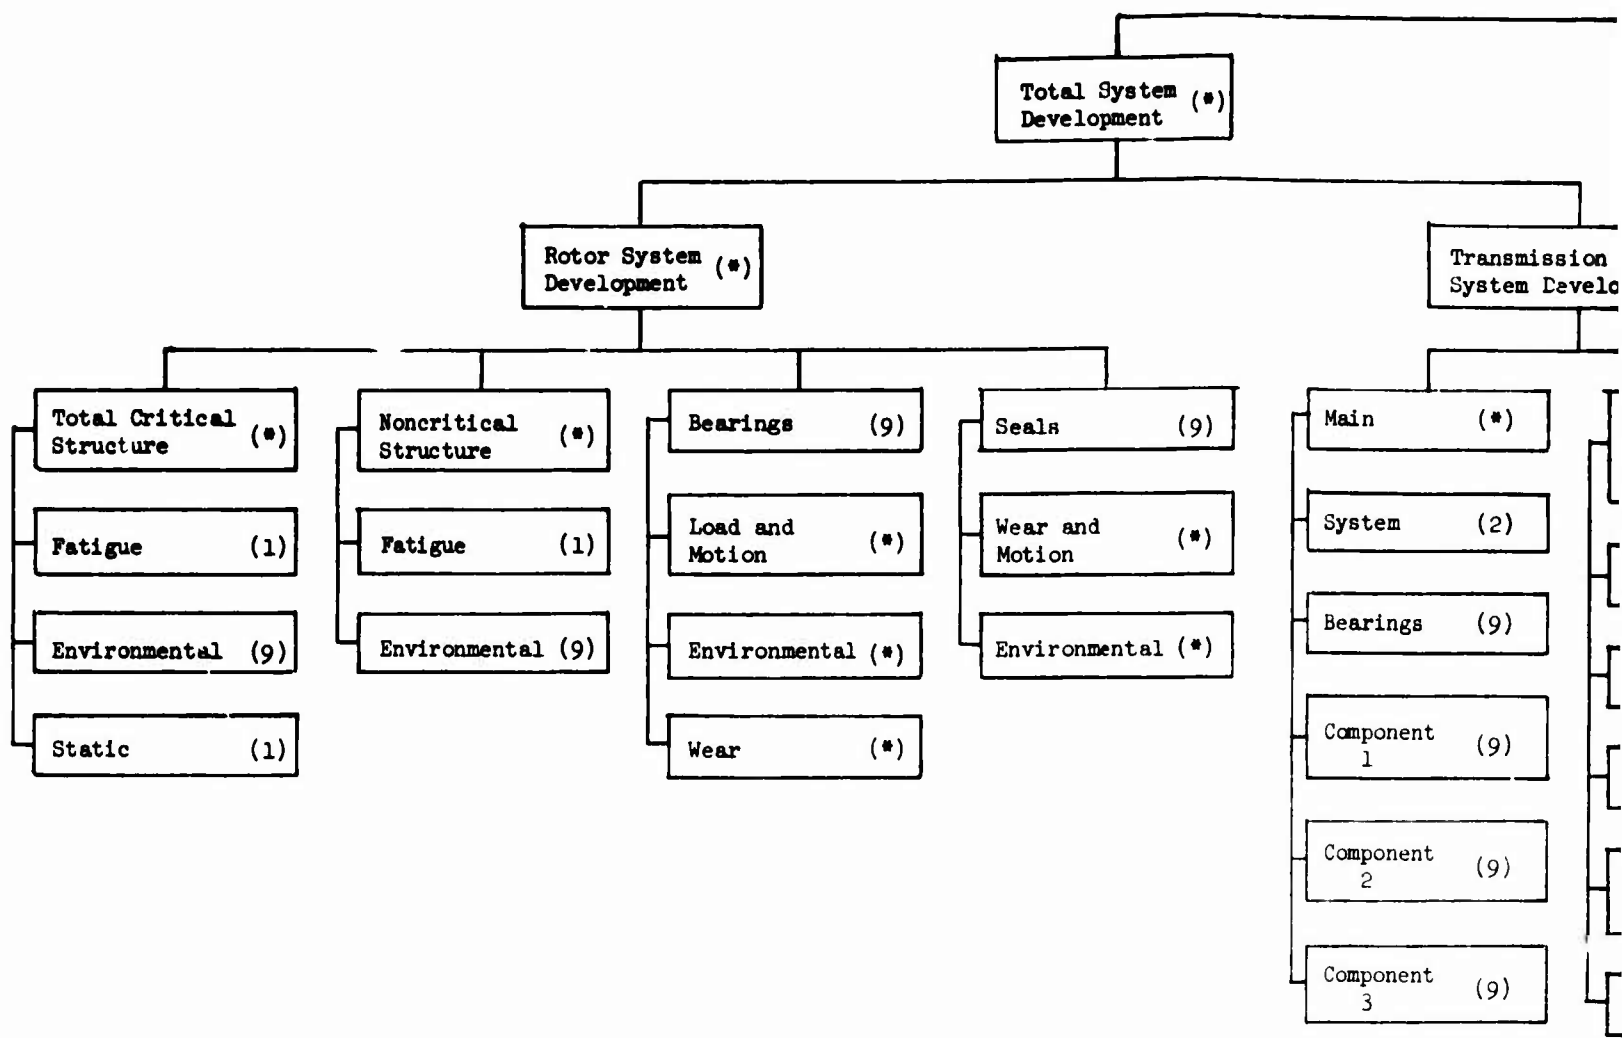 Total System (*)
Development
Rotor System (*)
Development
Transmission
System Develo
Total Critical
Structure (*)
Fatigue (1)
Environmental (9)
Static (1)
Noncritical
Structure (*)
Fatigue (1)
Environmental (9)
Bearings (9)
Load and
Motion (*)
Environmental (*)
Wear (*)
Seals (9)
Wear and
Motion (*)
Environmental (*)
Main (*)
System (2)
Bearings (9)
Component
1 (9)
Component
2 (9)
Component
3 (9)